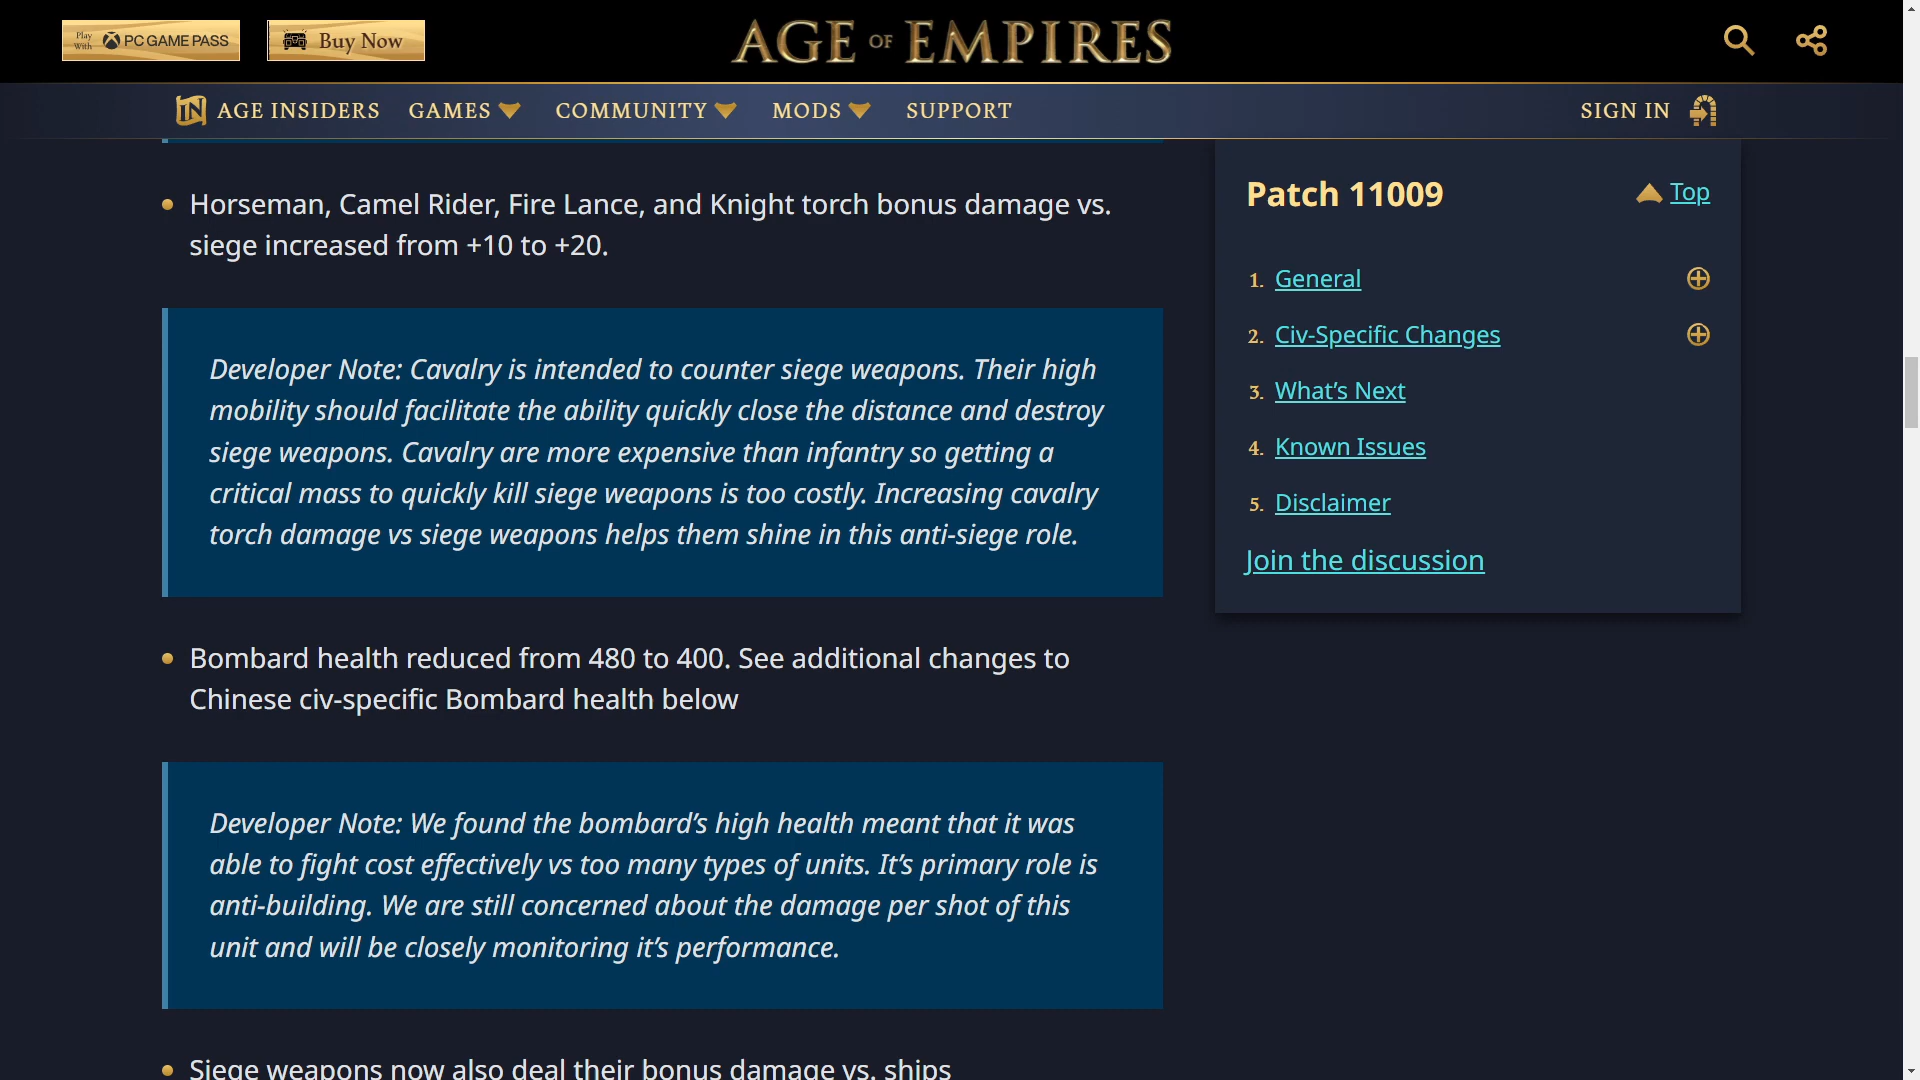 Play With PC GAME PASS
Buy Now
AGE OF EMPIRES
IN AGE INSIDERS GAMES COMMUNITY MODS SUPPORT SIGN IN
Horseman, Camel Rider, Fire Lance, and Knight torch bonus damage vs.
siege increased from +10 to +20.
Developer Note: Cavalry is intended to counter siege weapons. Their high
mobility should facilitate the ability quickly close the distance and destroy
siege weapons. Cavalry are more expensive than infantry so getting a
critical mass to quickly kill siege weapons is too costly. Increasing cavalry
torch damage vs siege weapons helps them shine in this anti-siege role.
Bombard health reduced from 480 to 400. See additional changes to
Chinese civ-specific Bombard health below
Developer Note: We found the bombard’s high health meant that it was
able to fight cost effectively vs too many types of units. It’s primary role is
anti-building. We are still concerned about the damage per shot of this
unit and will be closely monitoring it’s performance.
Siege weapons now also deal their bonus damage vs. ships
Patch 11009
Top
1. General
2. Civ-Specific Changes
3. What’s Next
4. Known Issues
5. Disclaimer
Join the discussion